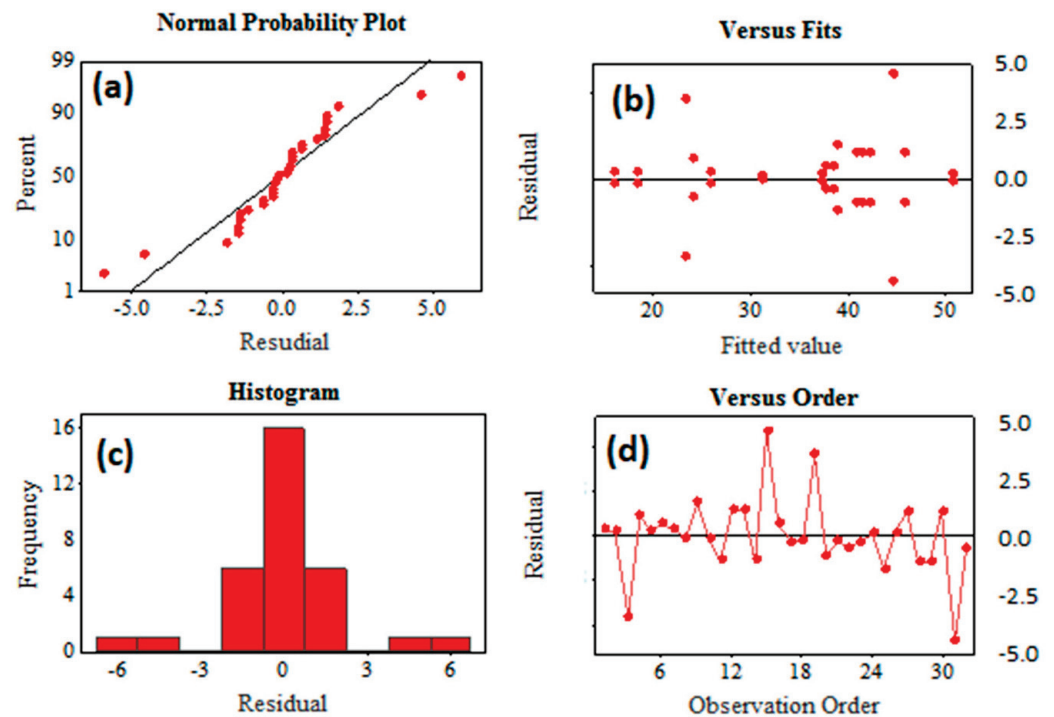 Normal Probability Plot
(a)
99
90
50
10
1
Percent
-5.0 -2.5 0.0 2.5 5.0
Resudial
Versus Fits
(b)
5.0
2.5
0.0
-2.5
-5.0
Residual
20 30 40 50
Fitted value
Histogram
(c)
16
12
8
4
0
Frequency
-6 -3 0 3 6
Residual
Versus Order
(d)
5.0
2.5
0.0
-2.5
-5.0
Residual
6 12 18 24 30
Observation Order